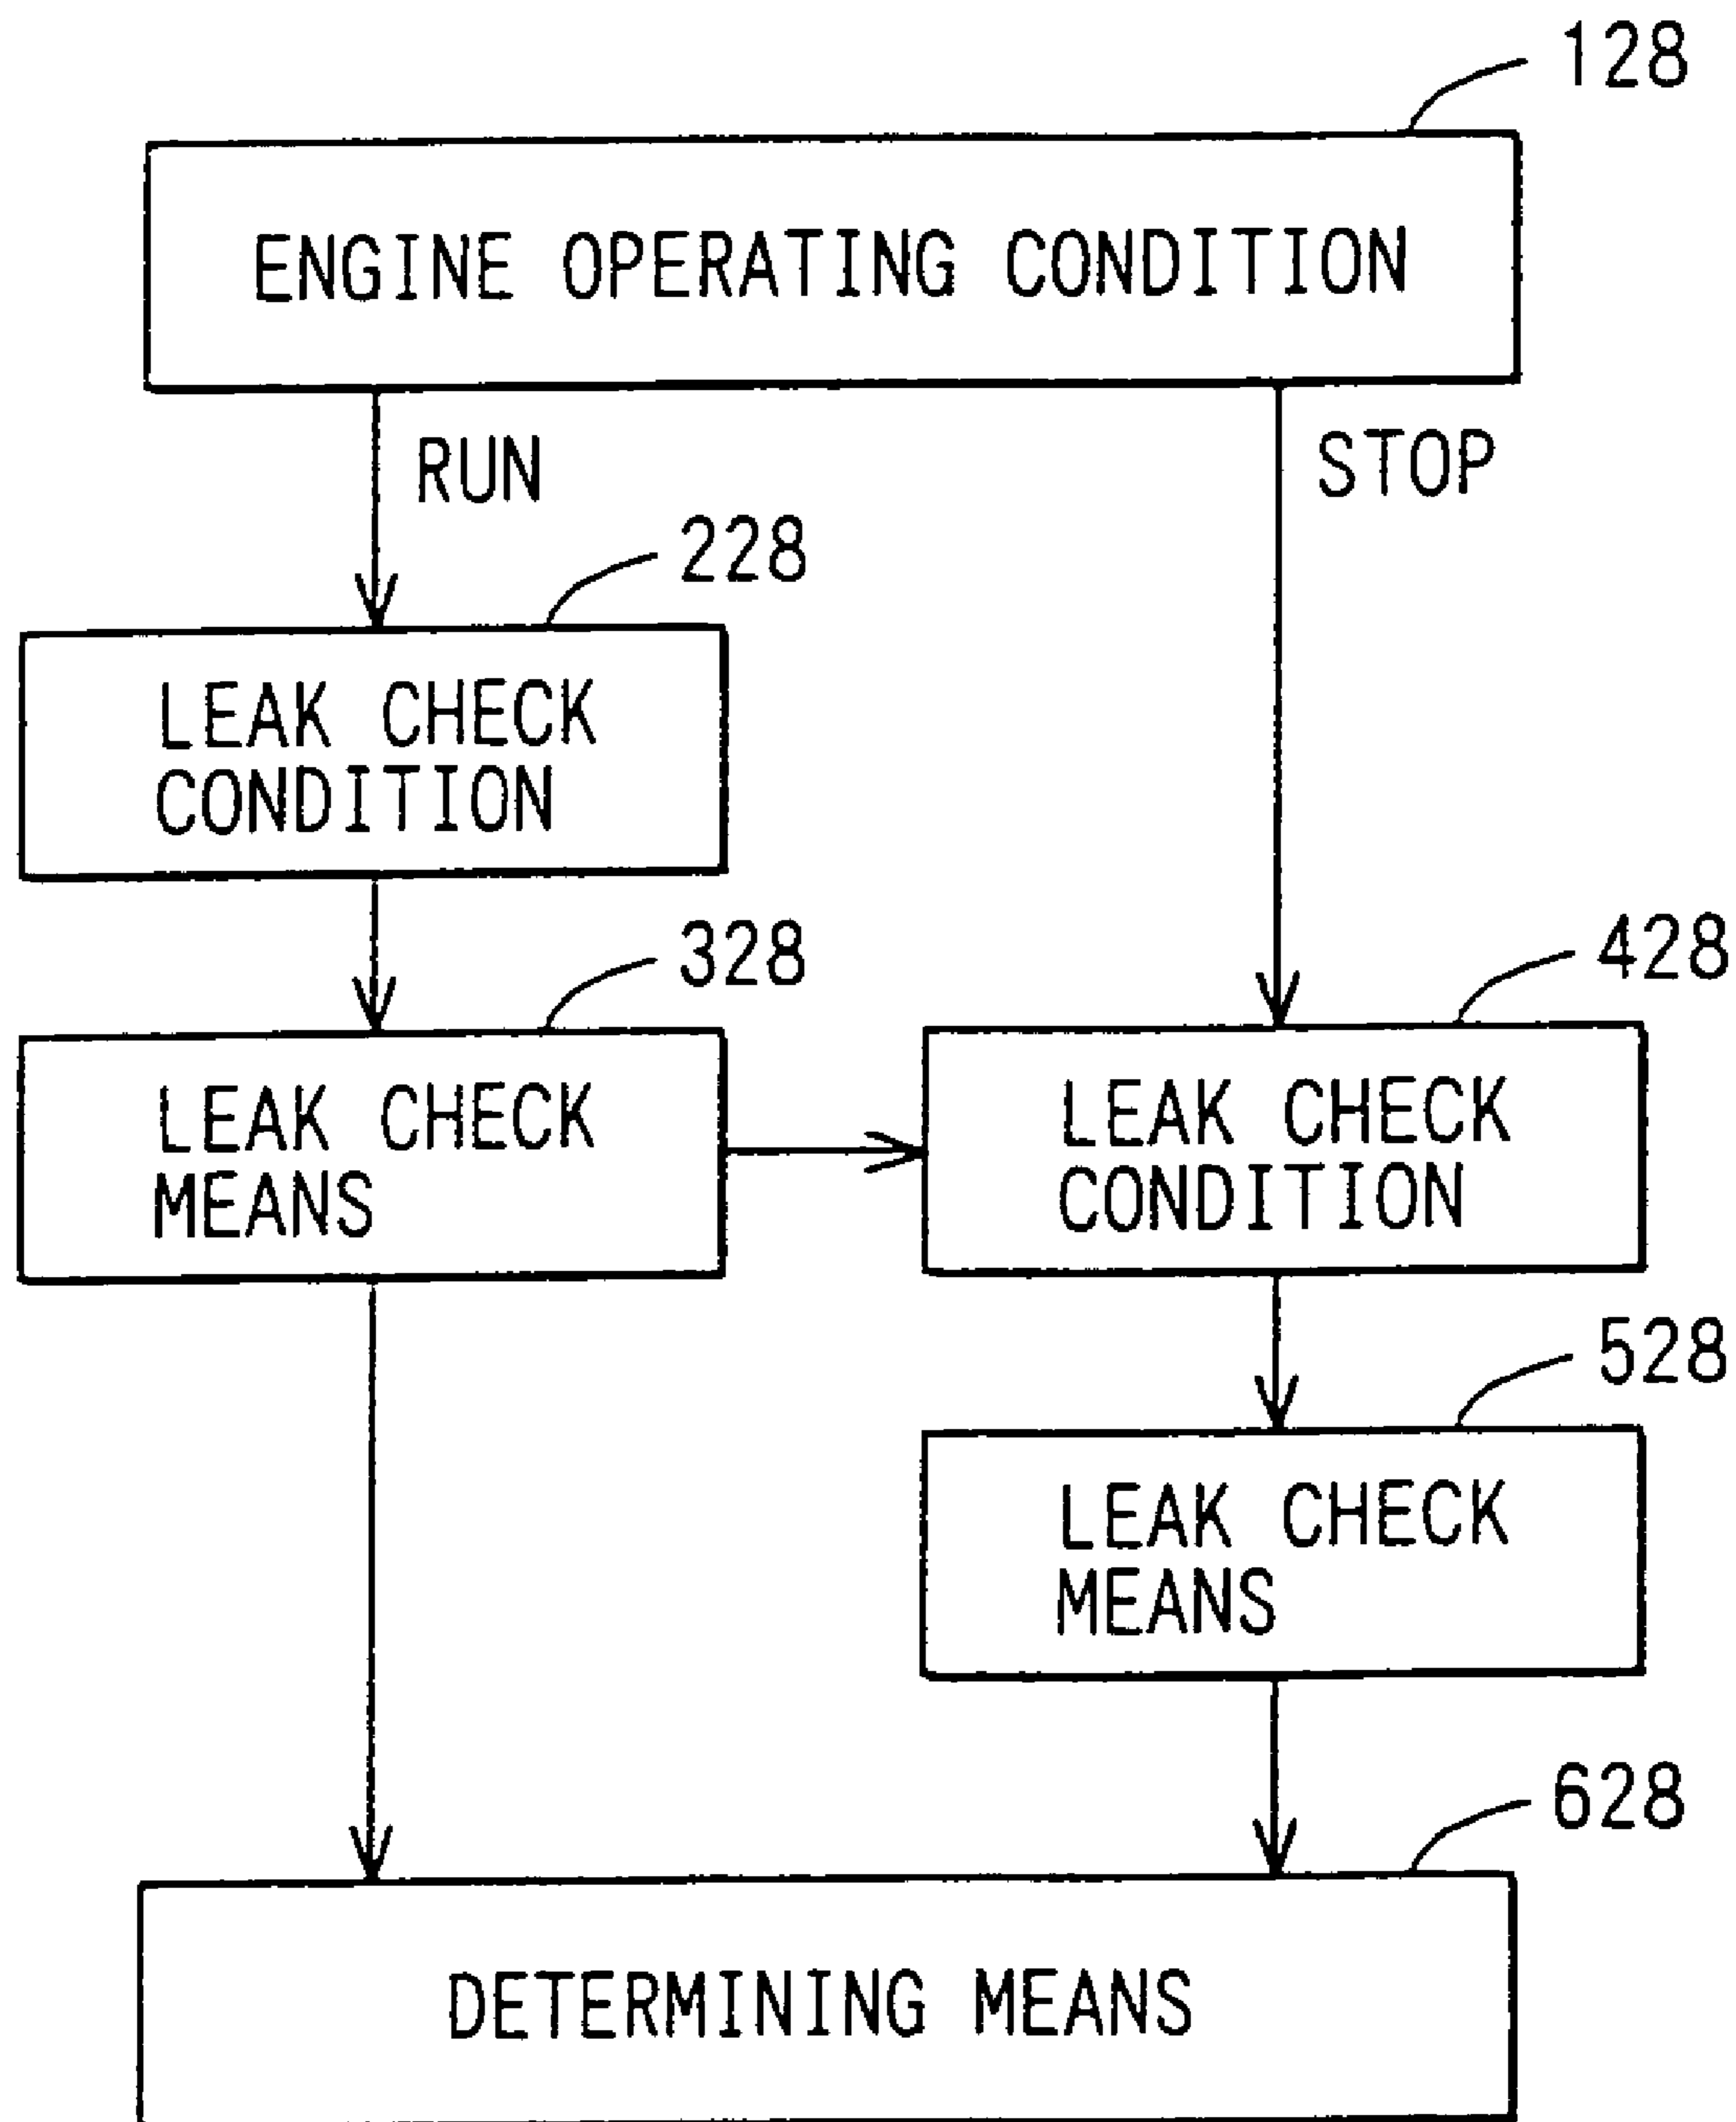 128
ENGINE OPERATING CONDITION
RUN
STOP
228
LEAK CHECK
CONDITION
328
LEAK CHECK
MEANS
428
LEAK CHECK
CONDITION
528
LEAK CHECK
MEANS
628
DETERMINING MEANS